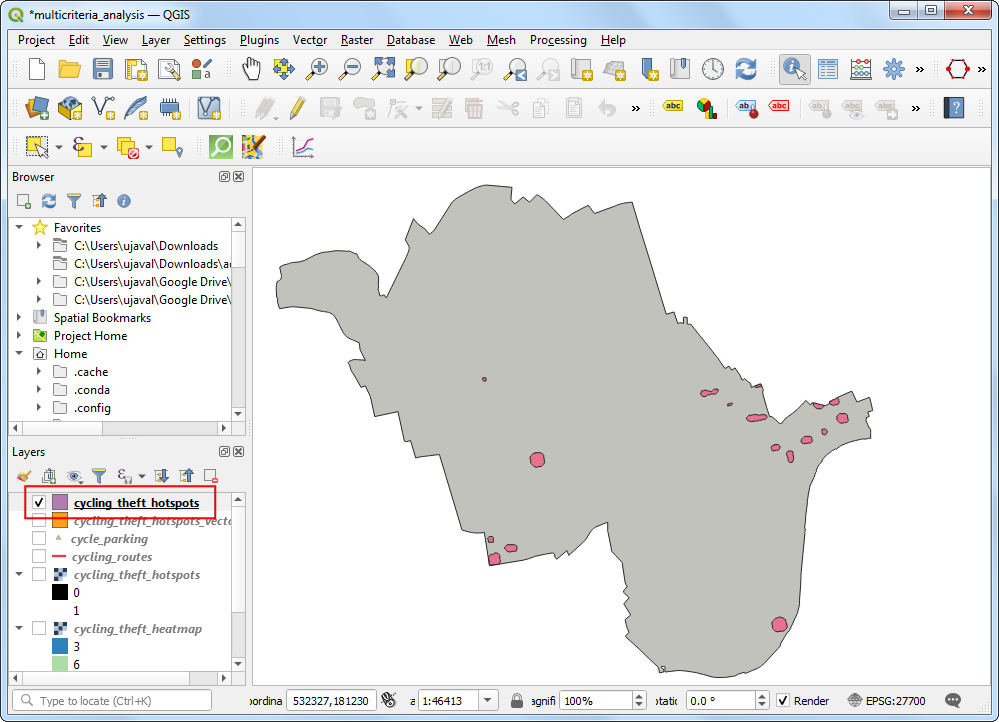 *multicriteria_analysis — QGIS
Project Edit View Layer Settings Plugins Vector Raster Database Web Mesh Processing Help
Browser
Favorites
C:\Users\ujaval\Downloads
C:\Users\ujaval\Downloads\ac
C:\Users\ujaval\Google Drive\
C:\Users\ujaval\Google Drive\
Spatial Bookmarks
Project Home
Home
.cache
.conda
.config
Layers
cycling_theft_hotspots
cycling_theft_hotspots_vecto
cycle_parking
cycling_routes
cycling_theft_hotspots
0
1
cycling_theft_heatmap
3
6
Type to locate (Ctrl+K) oordina 532327,181230 a 1:46413 agnifi 100% otatic 0.0 ° Render EPSG:27700